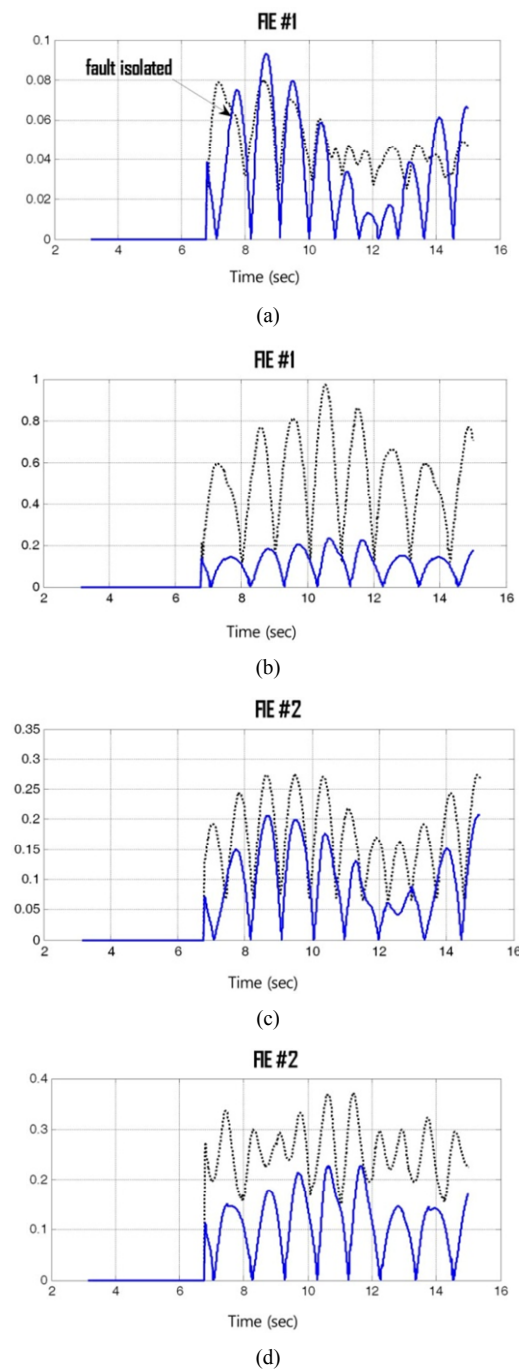 FIE #1
0.1
0.08
0.06
0.04
0.02
0
fault isolated
2 4 6 8 10 12 14 16
Time (sec)
(a)
FIE #1
1
0.8
0.6
0.4
0.2
0
2 4 6 8 10 12 14 16
Time (sec)
(b)
FIE #2
0.35
0.3
0.25
0.2
0.15
0.1
0.05
0
2 4 6 8 10 12 14 16
Time (sec)
(c)
FIE #2
0.4
0.3
0.2
0.1
0
2 4 6 8 10 12 14 16
Time (sec)
(d)